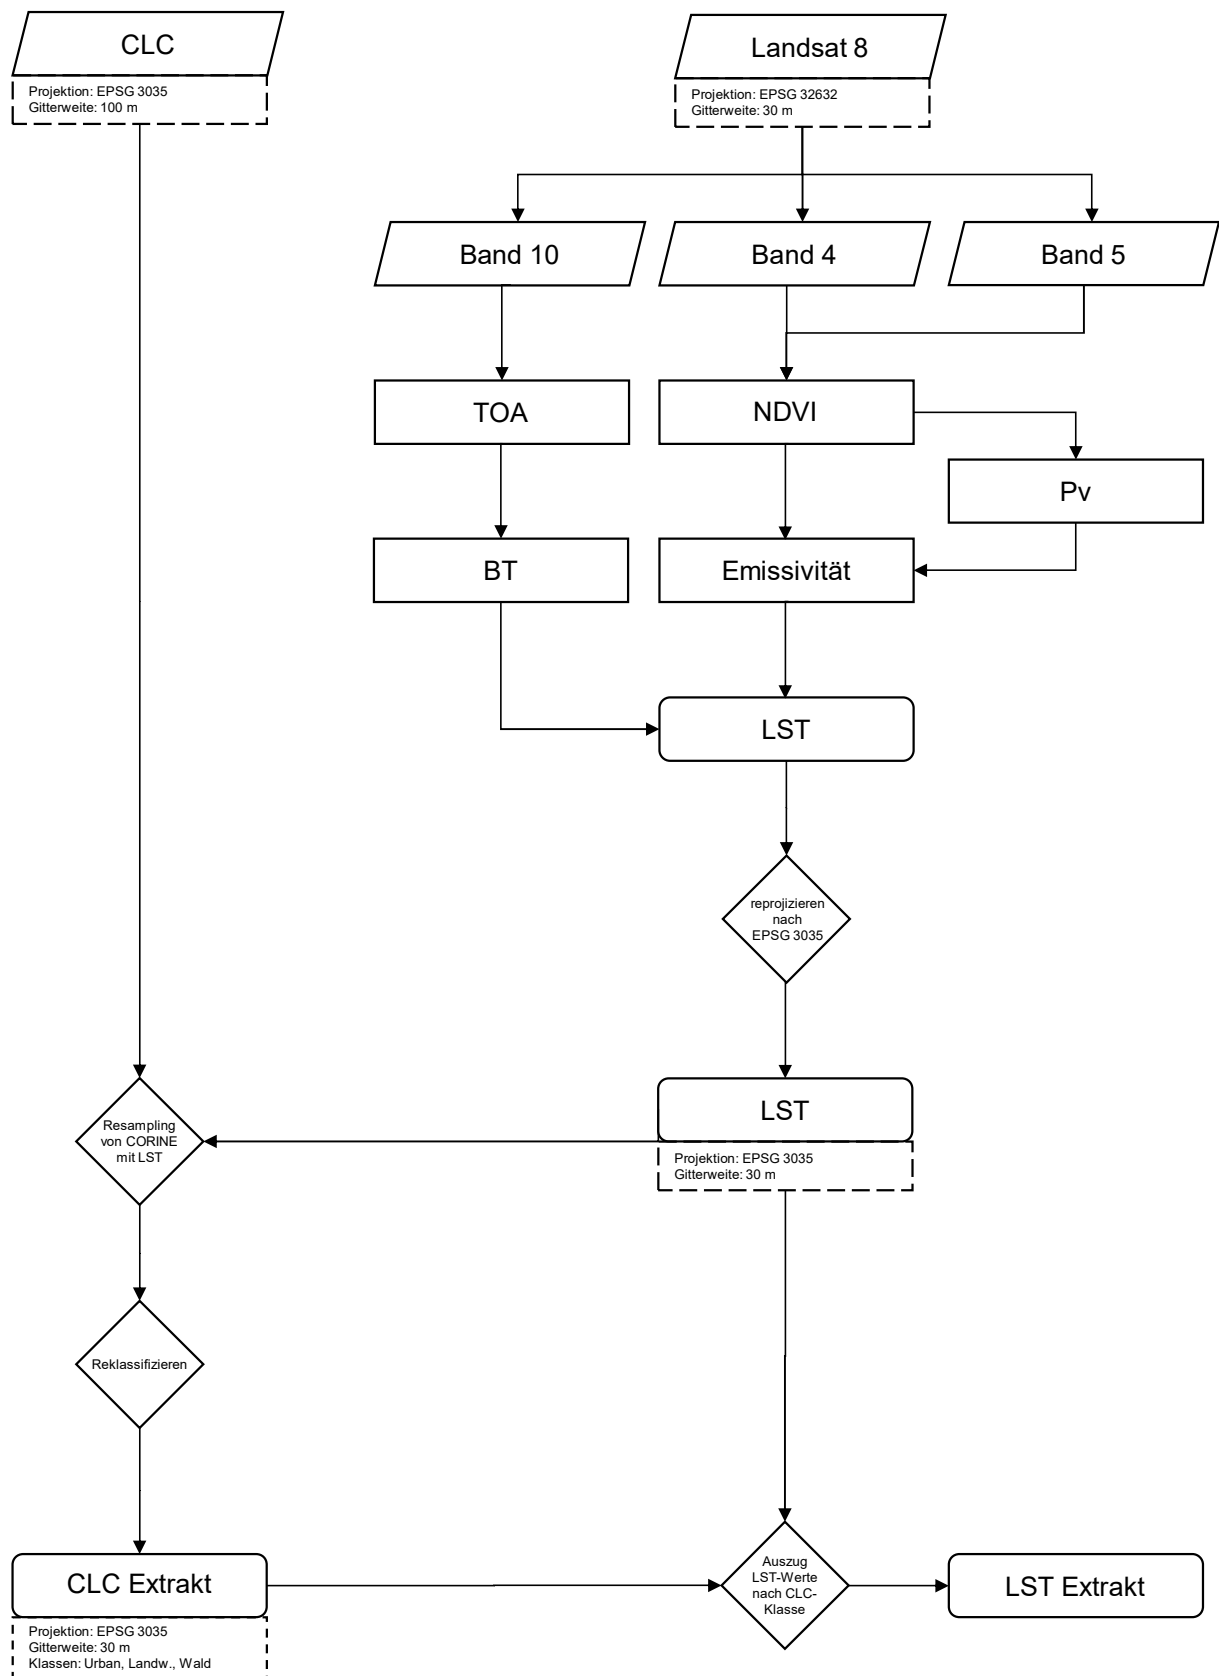 CLC
Projektion: EPSG 3035
Gitterweite: 100 m
Landsat 8
Projektion: EPSG 32632
Gitterweite: 30 m
Band 10
Band 4
Band 5
TOA
NDVI
Pv
BT
Emissivität
LST
reprojizieren
nach
EPSG 3035
LST
Projektion: EPSG 3035
Gitterweite: 30 m
Resampling
von CORINE
mit LST
Reklassifizieren
CLC Extrakt
Projektion: EPSG 3035
Gitterweite: 30 m
Klassen: Urban, Landw., Wald
Auszug
LST-Werte
nach CLC-
Klasse
LST Extrakt